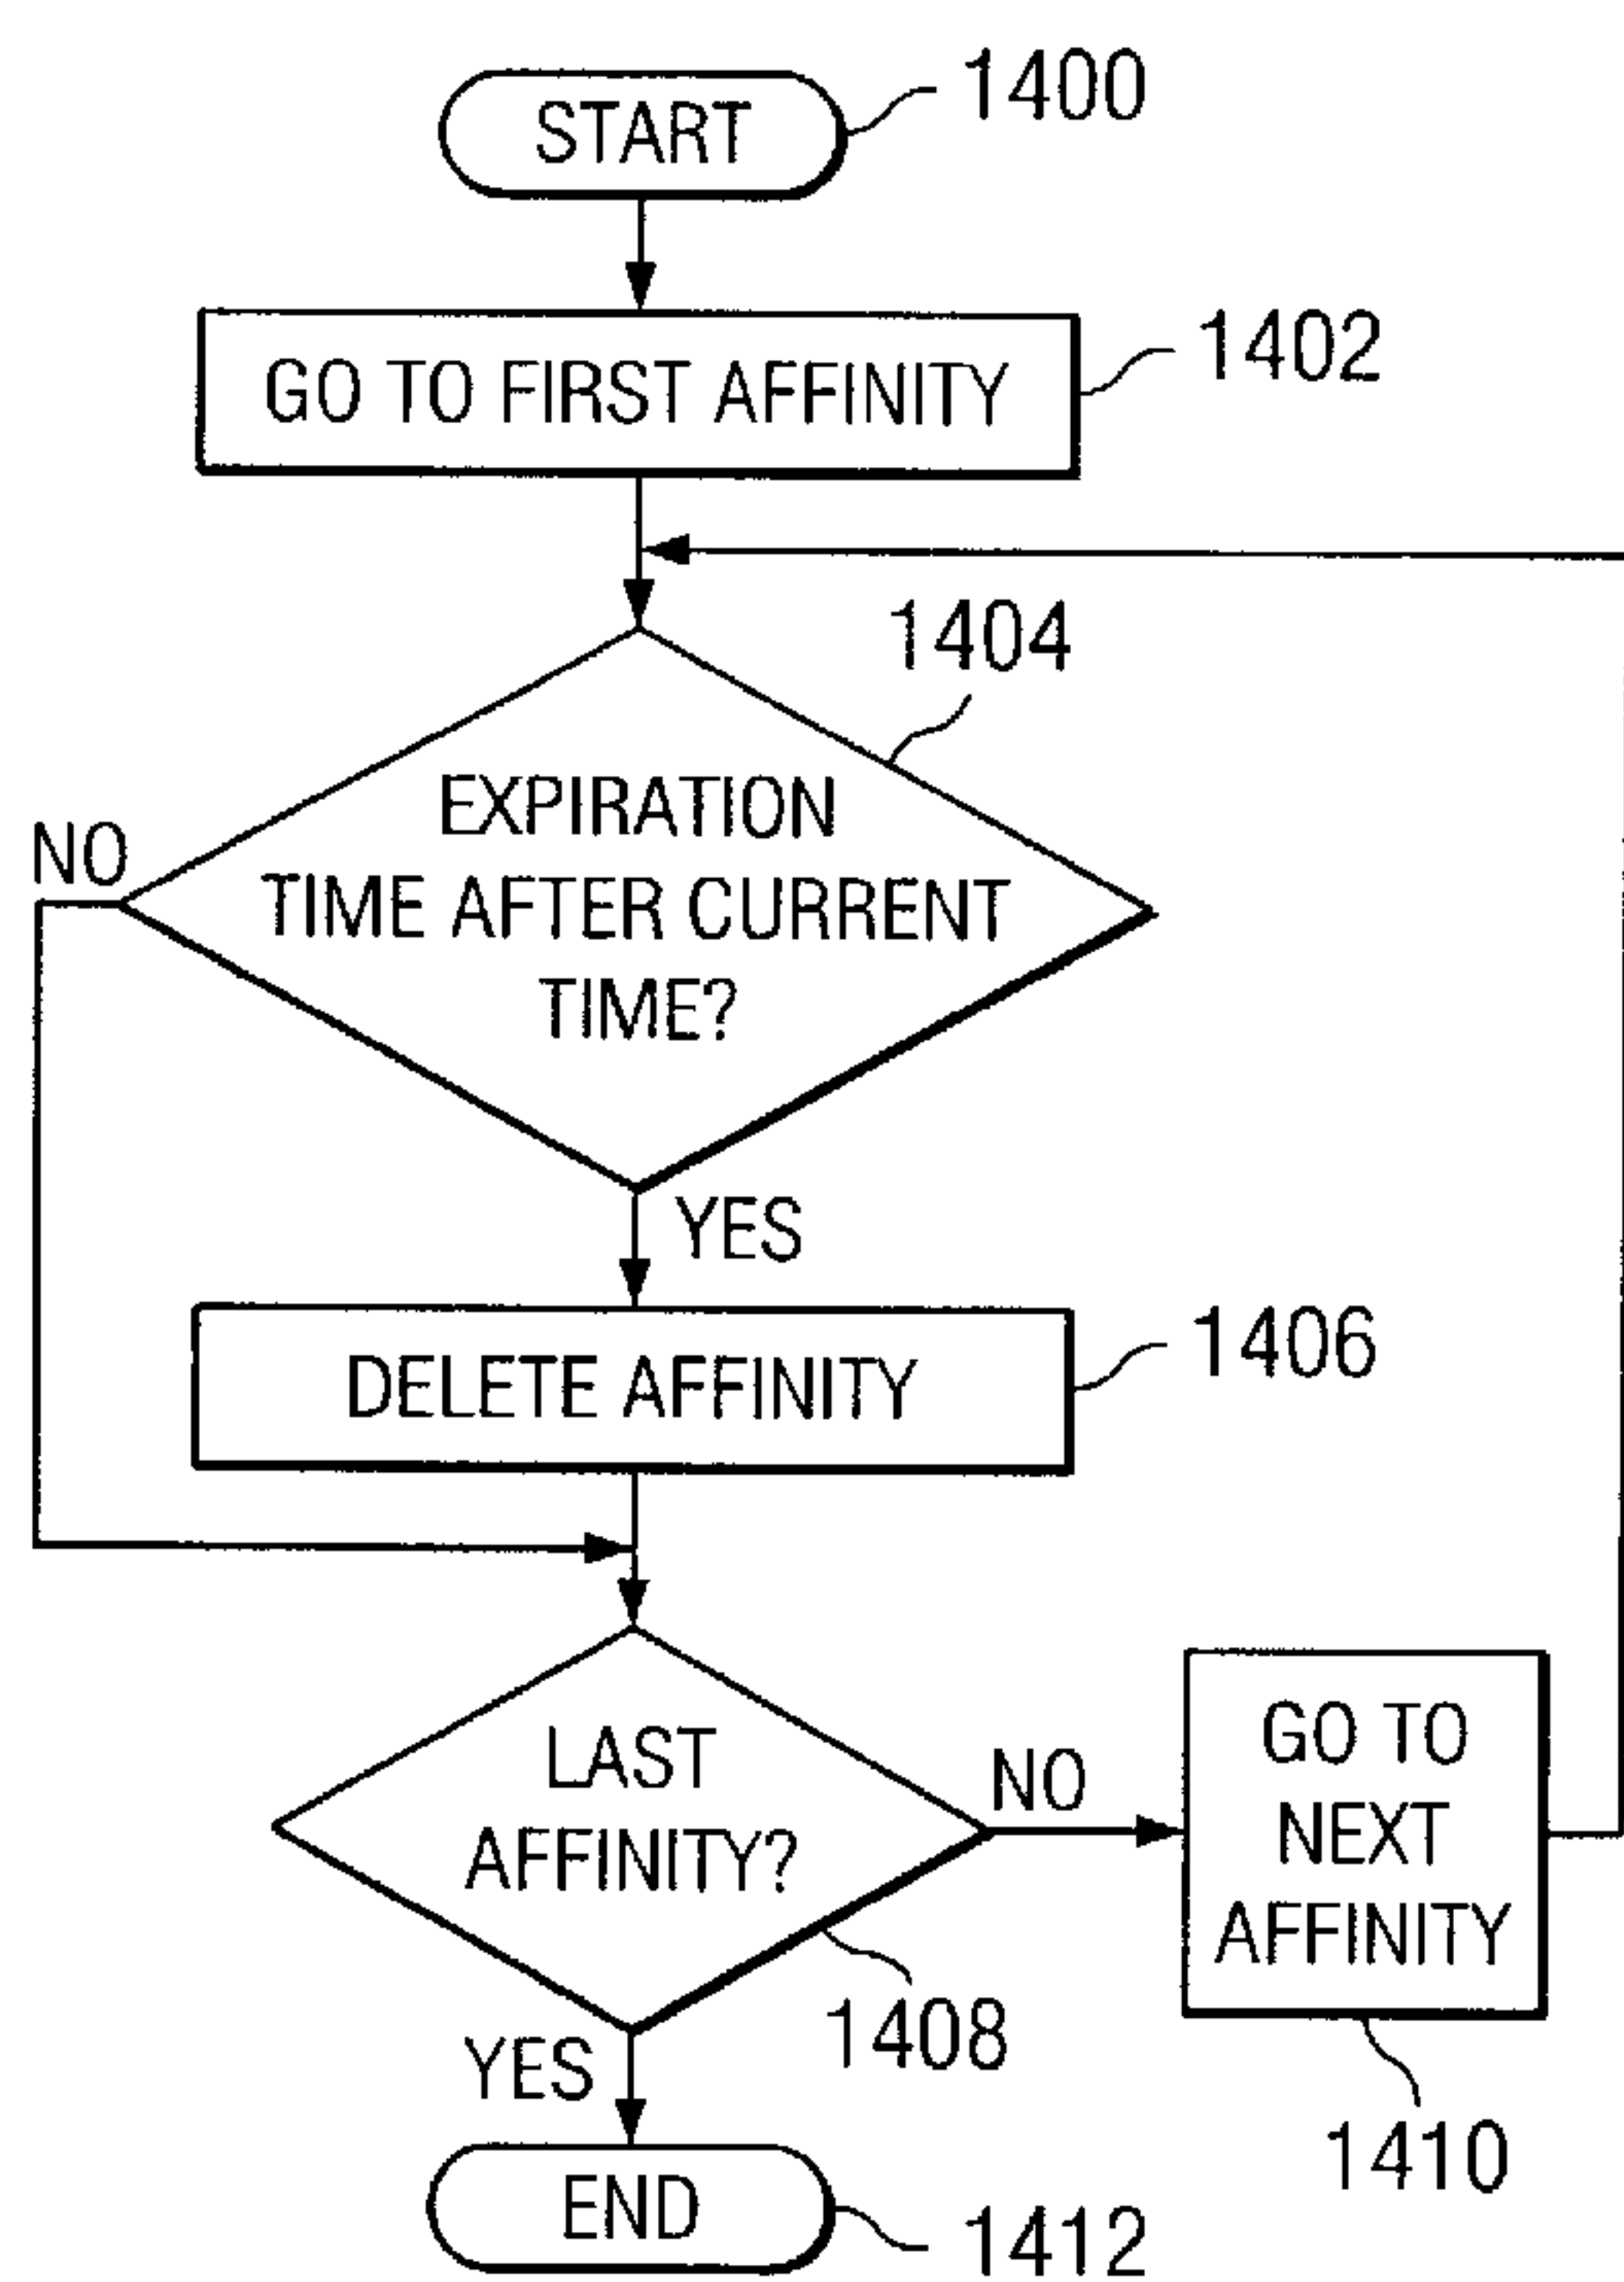 START
1400
GO TO FIRST AFFINITY
1402
1404
EXPIRATION
TIME AFTER CURRENT
TIME?
NO
YES
DELETE AFFINITY
1406
LAST
AFFINITY?
NO
GO TO
NEXT
AFFINITY
1408
YES
1410
END
1412